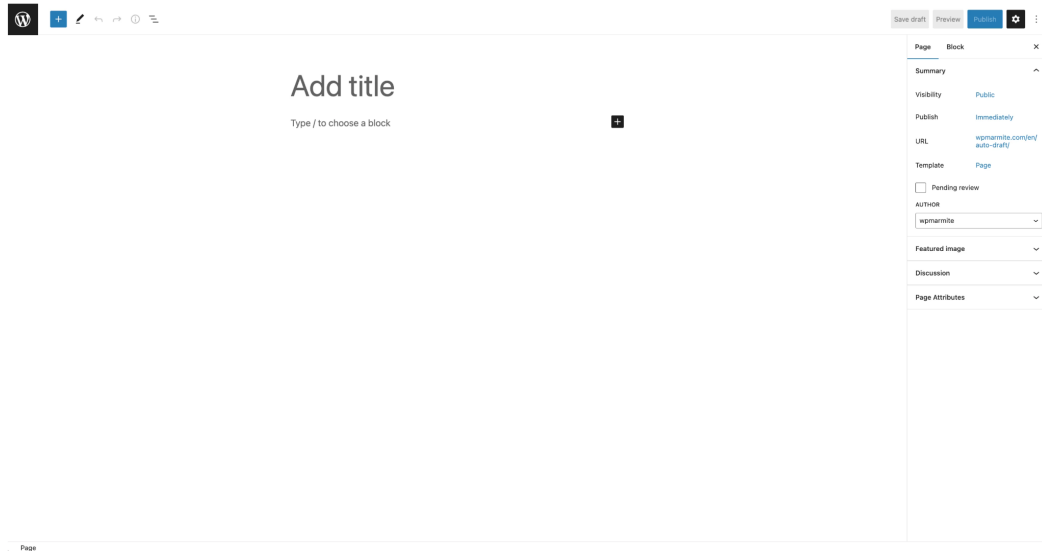 Save draft Preview Publish
Page Block
Summary
Add title
Visibility Public
Type / to choose a block
Publish Immediately
URL wpmarmite.com/en/
auto-draft/
Template Page
Pending review
AUTHOR
wpmarmite
Featured image
Discussion
Page Attributes
Page